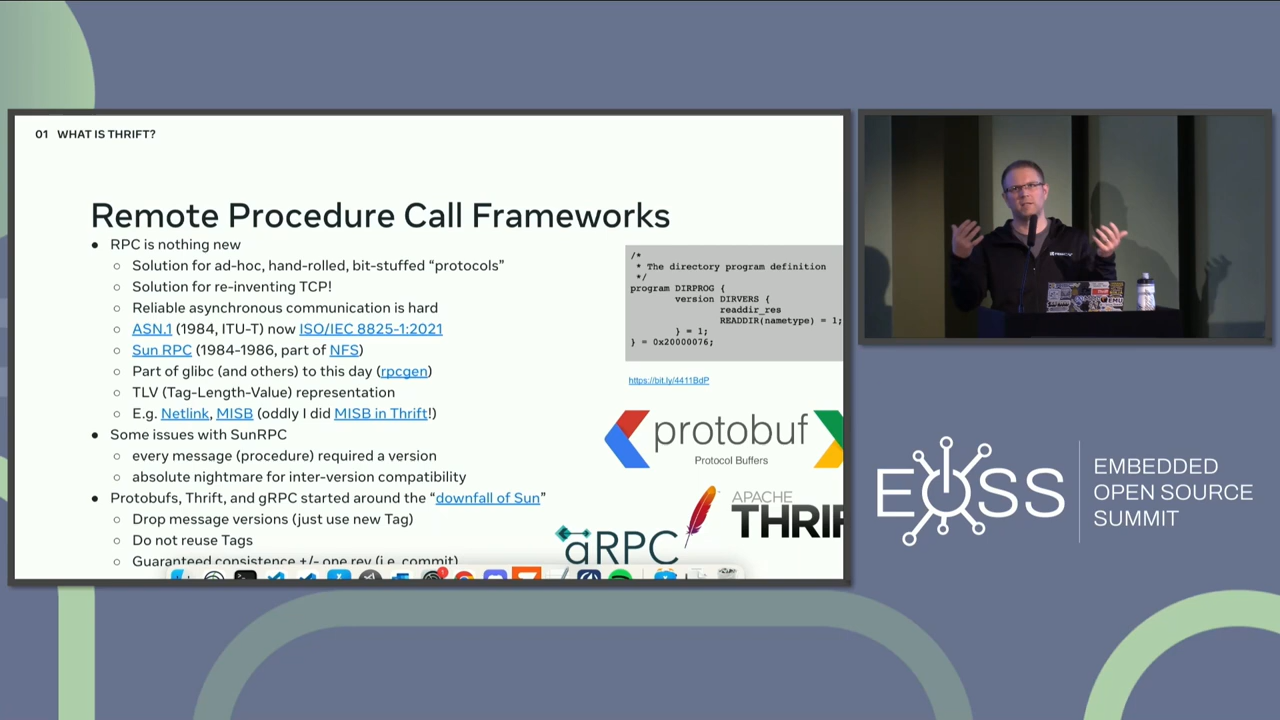 01 WHAT IS THRIFT?
Remote Procedure Call Frameworks
● RPC is nothing new
○ Solution for ad-hoc, hand-rolled, bit-stuffed “protocols”
○ Solution for re-inventing TCP!
○ Reliable asynchronous communication is hard
○ ASN.1 (1984, ITU-T) now ISO/IEC 8825-1:2021
○ Sun RPC (1984-1986, part of NFS)
○ Part of glibc (and others) to this day (rpcgen)
○ TLV (Tag-Length-Value) representation
○ E.g. Netlink, MISB (oddly I did MISB in Thrift!)
● Some issues with SunRPC
○ every message (procedure) required a version
○ absolute nightmare for inter-version compatibility
● Protobufs, Thrift, and gRPC started around the “downfall of Sun”
○ Drop message versions (just use new Tag)
○ Do not reuse Tags
○ Guaranteed consistence +/- one rev (i.e. commit)
/*
* The directory program definition
*/
program DIRPROG {
version DIRVERS {
readdir_res
READDIR(nametype) = 1;
} = 1;
} = 0x20000076;
https://bit.ly/4411BdP
protobuf
Protocol Buffers
APACHE
THRIF
gRPC
EOSS
EMBEDDED
OPEN SOURCE
SUMMIT